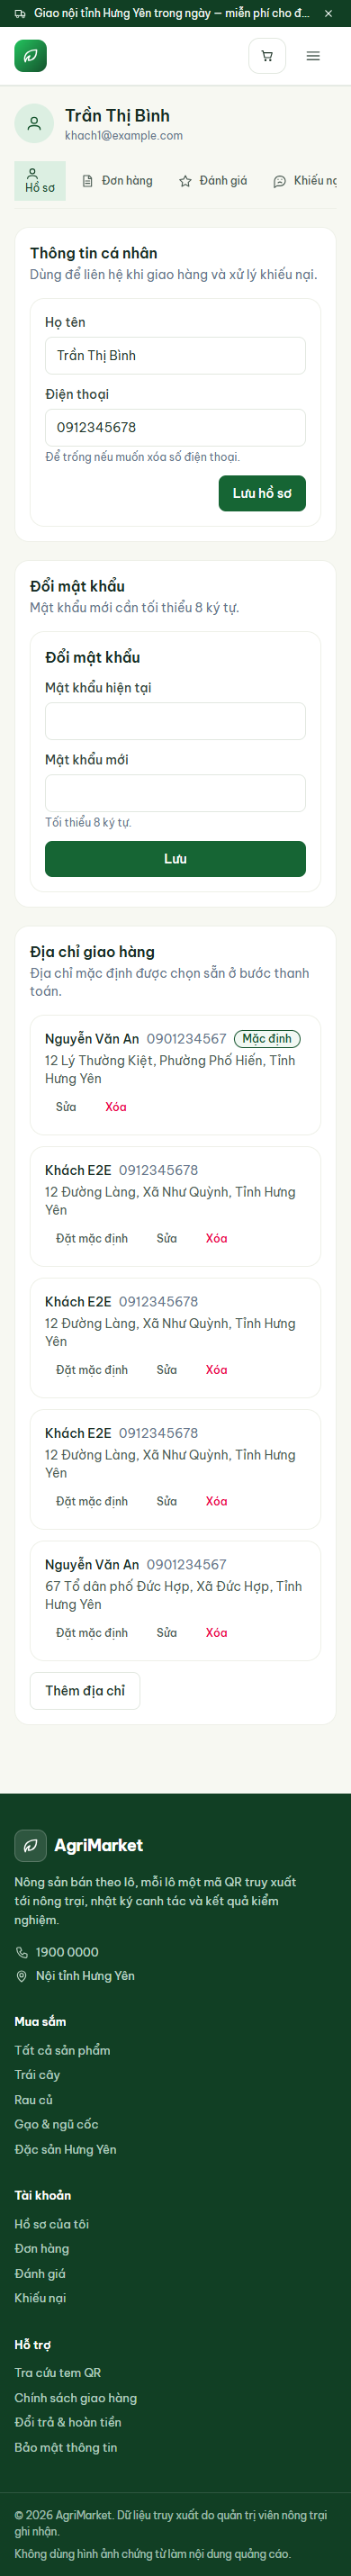 Giao nội tỉnh Hưng Yên trong ngày — miễn phí cho đ...
Trần Thị Bình
khach1@example.com
Hồ sơ
Đơn hàng
Đánh giá
Khiếu nạ
Thông tin cá nhân
Dùng để liên hệ khi giao hàng và xử lý khiếu nại.
Họ tên
Trần Thị Bình
Điện thoại
0912345678
Để trống nếu muốn xóa số điện thoại.
Lưu hồ sơ
Đổi mật khẩu
Mật khẩu mới cần tối thiểu 8 ký tự.
Đổi mật khẩu
Mật khẩu hiện tại
Mật khẩu mới
Tối thiểu 8 ký tự.
Lưu
Địa chỉ giao hàng
Địa chỉ mặc định được chọn sẵn ở bước thanh
toán.
Nguyễn Văn An 0901234567 Mặc định
12 Lý Thường Kiệt, Phường Phố Hiến, Tỉnh
Hưng Yên
Sửa Xóa
Khách E2E 0912345678
12 Đường Làng, Xã Như Quỳnh, Tỉnh Hưng
Yên
Đặt mặc định Sửa Xóa
Khách E2E 0912345678
12 Đường Làng, Xã Như Quỳnh, Tỉnh Hưng
Yên
Đặt mặc định Sửa Xóa
Khách E2E 0912345678
12 Đường Làng, Xã Như Quỳnh, Tỉnh Hưng
Yên
Đặt mặc định Sửa Xóa
Nguyễn Văn An 0901234567
67 Tổ dân phố Đức Hợp, Xã Đức Hợp, Tỉnh
Hưng Yên
Đặt mặc định Sửa Xóa
Thêm địa chỉ
AgriMarket
Nông sản bán theo lô, mỗi lô một mã QR truy xuất
tới nông trại, nhật ký canh tác và kết quả kiểm
nghiệm.
1900 0000
Nội tỉnh Hưng Yên
Mua sắm
Tất cả sản phẩm
Trái cây
Rau củ
Gạo & ngũ cốc
Đặc sản Hưng Yên
Tài khoản
Hồ sơ của tôi
Đơn hàng
Đánh giá
Khiếu nại
Hỗ trợ
Tra cứu tem QR
Chính sách giao hàng
Đổi trả & hoàn tiền
Bảo mật thông tin
© 2026 AgriMarket. Dữ liệu truy xuất do quản trị viên nông trại
ghi nhận.
Không dùng hình ảnh chứng từ làm nội dung quảng cáo.